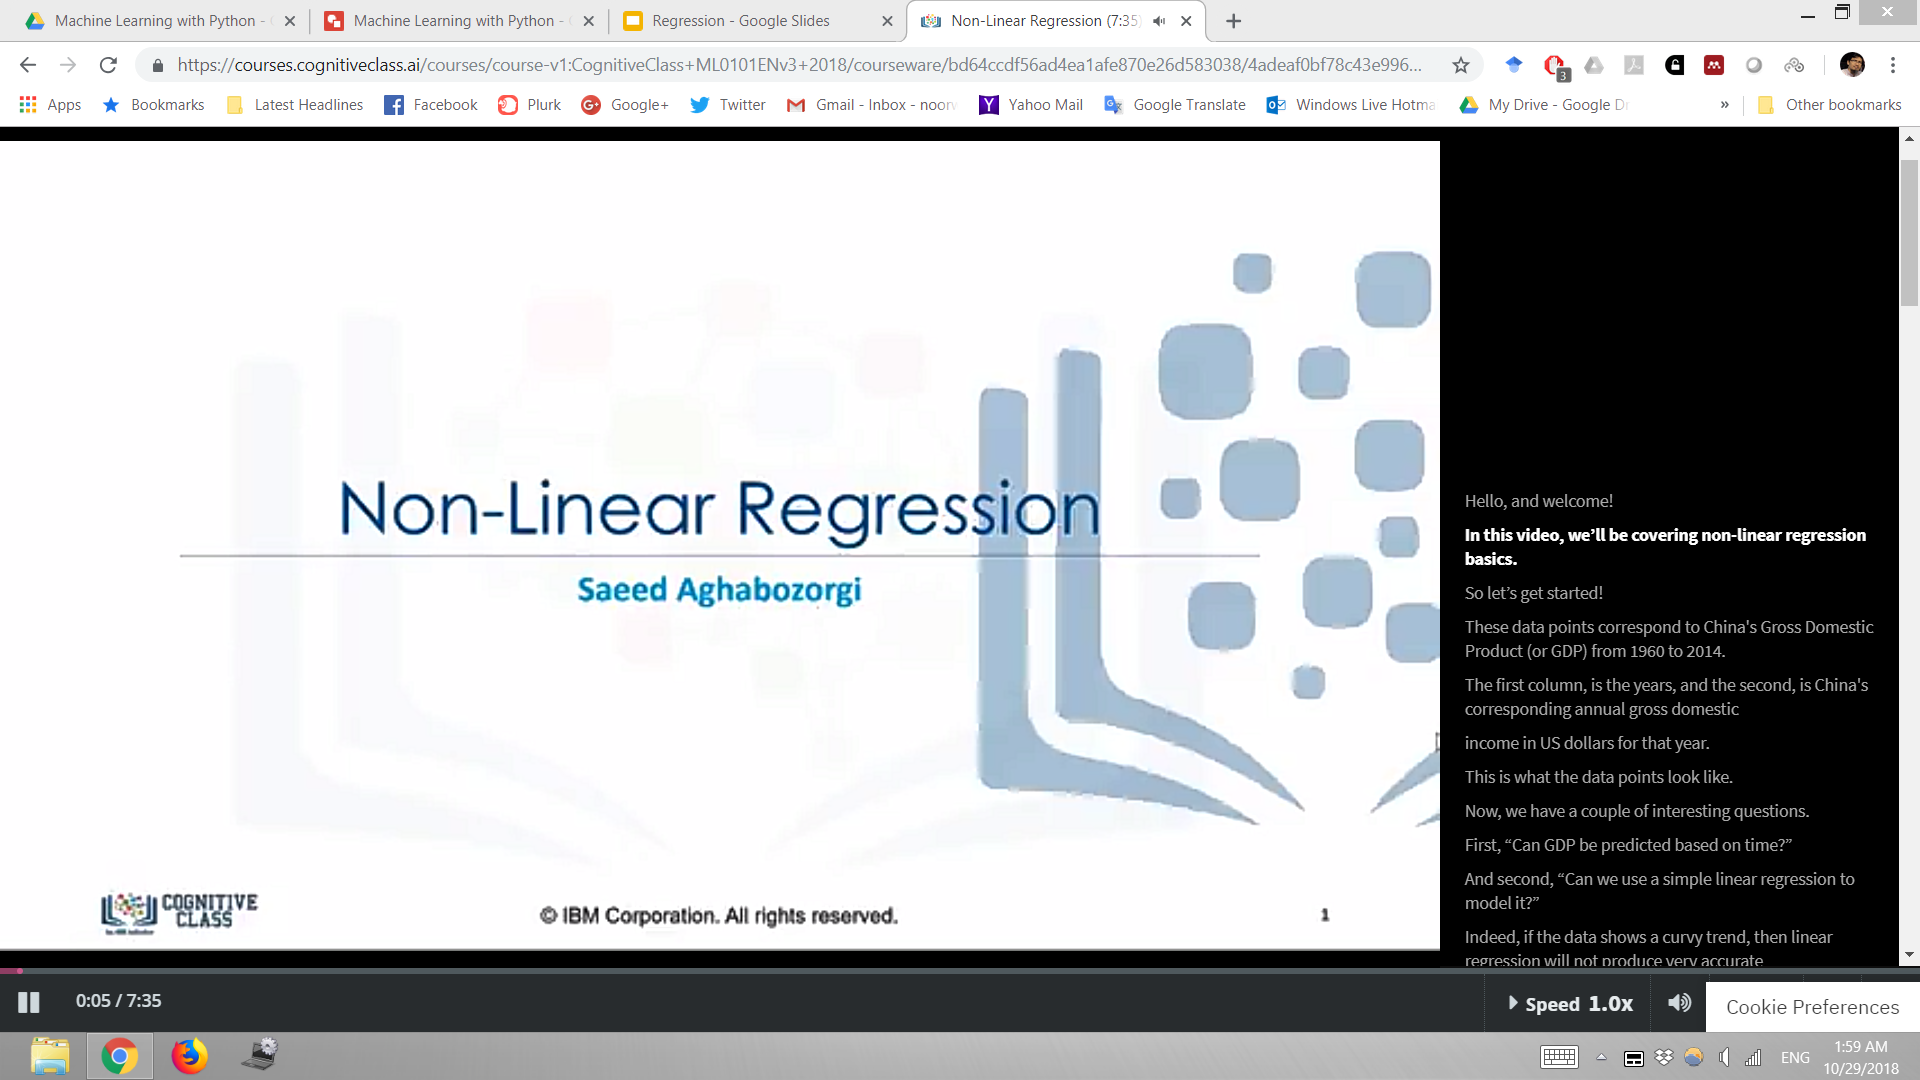 Machine Learning with Python -
Machine Learning with Python -
Regression - Google Slides
Non-Linear Regression (7:35)
https://courses.cognitiveclass.ai/courses/course-v1:CognitiveClass+ML0101ENv3+2018/courseware/bd64ccdf56ad4ea1afe870e26d583038/4adeaf0bf78c43e996...
3
Apps
Bookmarks
Latest Headlines
Facebook
Plurk
Google+
Twitter
Gmail - Inbox - noor
Yahoo Mail
Google Translate
Windows Live Hotma
My Drive - Google Dr
»
Other bookmarks
Non-Linear Regression
Saeed Aghabozorgi
COGNITIVE
CLASS
© IBM Corporation. All rights reserved.
1
Hello, and welcome!
In this video, we’ll be covering non-linear regression
basics.
So let’s get started!
These data points correspond to China's Gross Domestic
Product (or GDP) from 1960 to 2014.
The first column, is the years, and the second, is China's
corresponding annual gross domestic
income in US dollars for that year.
This is what the data points look like.
Now, we have a couple of interesting questions.
First, “Can GDP be predicted based on time?”
And second, “Can we use a simple linear regression to
model it?”
Indeed, if the data shows a curvy trend, then linear
regression will not produce very accurate
0:05 / 7:35
Speed 1.0x
Cookie Preferences
ENG
1:59 AM
10/29/2018